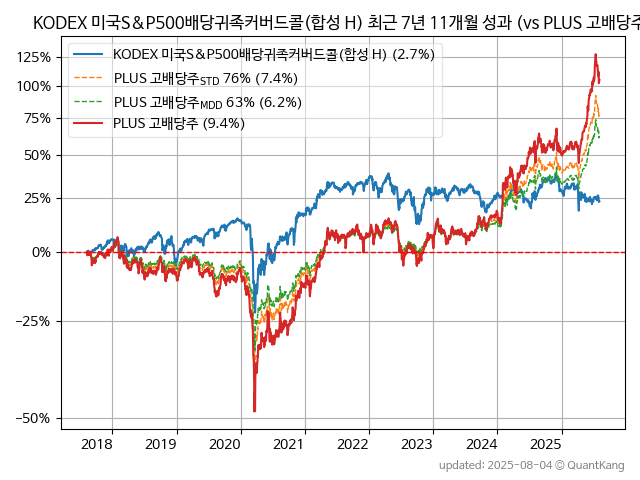 KODEX 미국S&P500배당귀족커버드콜(합성 H) 최근 7년 11개월 성과 (vs PLUS 고배당주
KODEX 미국S&P500배당귀족커버드콜(합성 H) (2.7%)
PLUS 고배당주STD 76% (7.4%)
PLUS 고배당주MDD 63% (6.2%)
PLUS 고배당주 (9.4%)
125%
100%
75%
50%
25%
0%
−25%
−50%
2018 2019 2020 2021 2022 2023 2024 2025
updated: 2025-08-04 © QuantKang